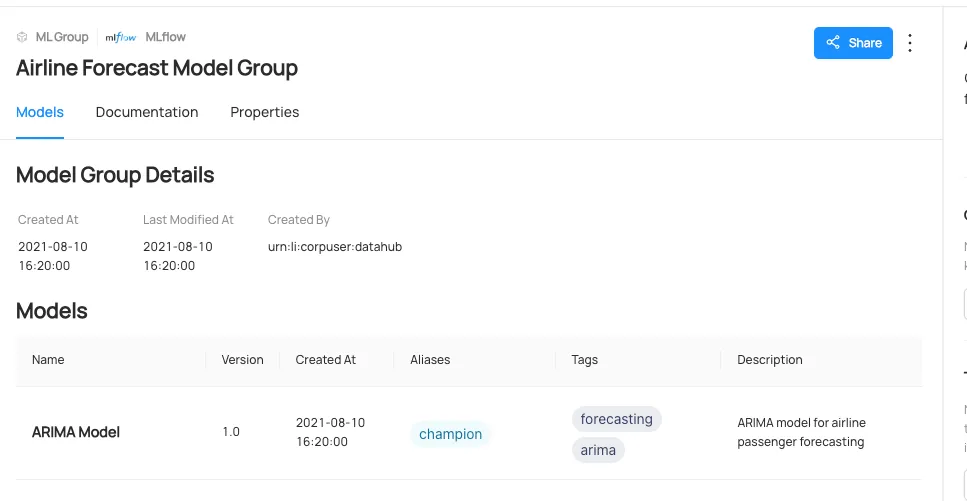 ML Group mlflow MLflow
Share
Airline Forecast Model Group
Models Documentation Properties
Model Group Details
Created At Last Modified At Created By
2021-08-10 2021-08-10 urn:li:corpuser:datahub
16:20:00 16:20:00
Models
Name Version Created At Aliases Tags Description
ARIMA Model 1.0 2021-08-10 champion forecasting ARIMA model for airline
16:20:00 arima passenger forecasting